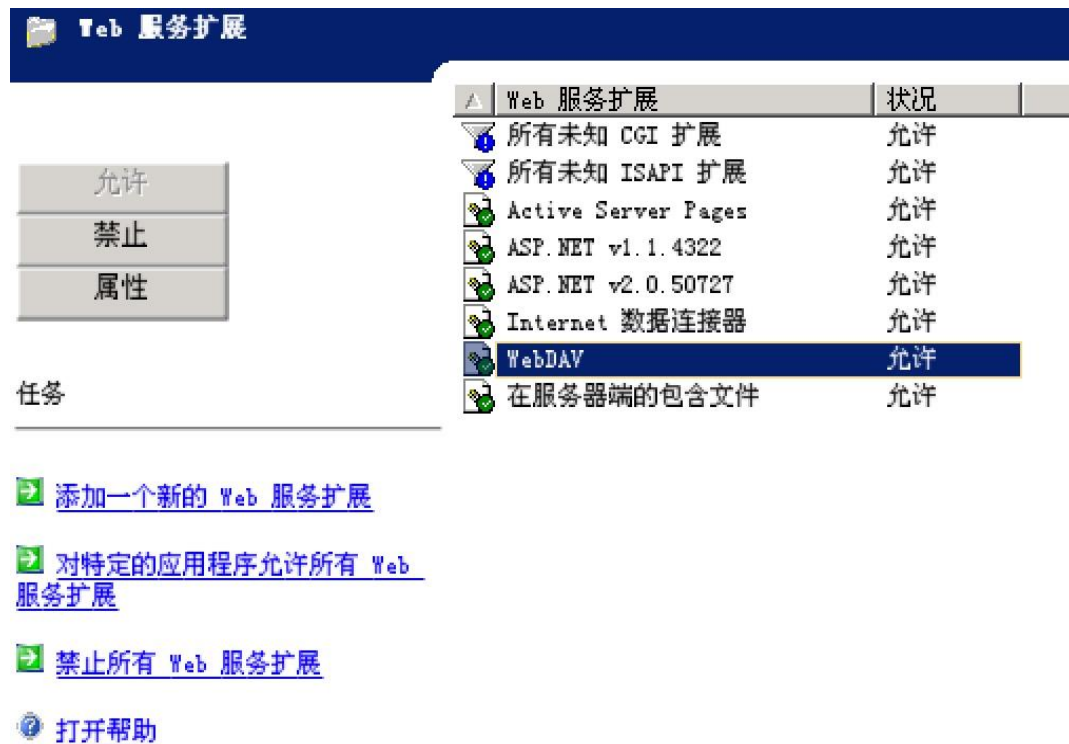 Web 服务扩展
Web 服务扩展 状况
所有未知 CGI 扩展 允许
所有未知 ISAPI 扩展 允许
Active Server Pages 允许
ASP.NET v1.1.4322 允许
ASP.NET v2.0.50727 允许
Internet 数据连接器 允许
WebDAV 允许
在服务器端的包含文件 允许
允许
禁止
属性
任务
添加一个新的 Web 服务扩展
对特定的应用程序允许所有 Web
服务扩展
禁止所有 Web 服务扩展
打开帮助